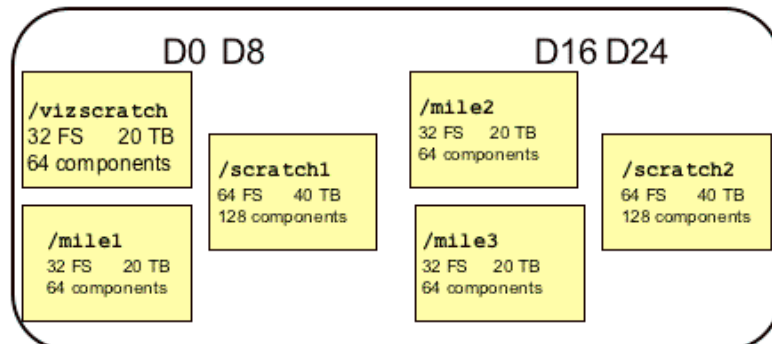 D0 D8
D16 D24
/vizscratch
32 FS 20 TB
64 components
/scratch1
64 FS 40 TB
128 components
/mile1
32 FS 20 TB
64 components
/mile2
32 FS 20 TB
64 components
/scratch2
64 FS 40 TB
128 components
/mile3
32 FS 20 TB
64 components